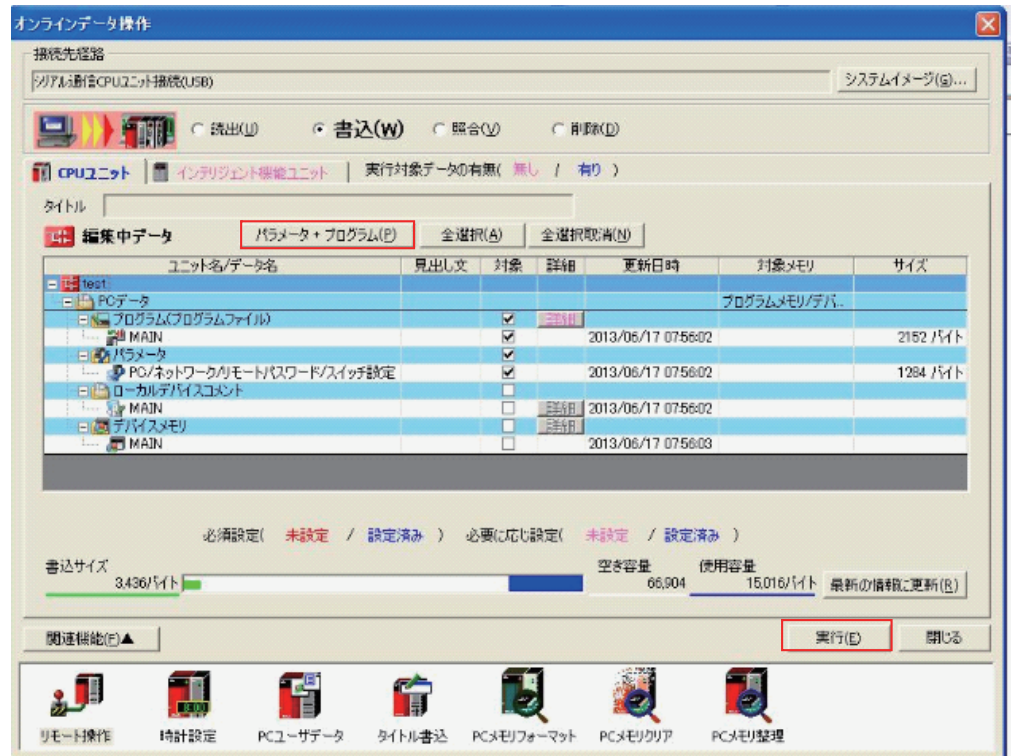 オンラインデータ操作
接続先経路
シリアル通信CPUユニット接続(USB)
システムイメージ(G)...
読出(U) 書込(W) 照合(V) 削除(D)
CPUユニット インテリジェント機能ユニット 実行対象データの有無( 無し / 有り )
タイトル
編集中データ パラメータ+プログラム(P) 全選択(A) 全選択取消(N)
ユニット名/データ名 見出し文 対象 詳細 更新日時 対象メモリ サイズ
test
PCデータ プログラムメモリ/デバ..
プログラム(プログラムファイル) 詳細
MAIN 2013/06/17 07:56:02 2152 バイト
パラメータ
PC/ネットワーク/リモートパスワード/スイッチ設定 2013/06/17 07:56:02 1284 バイト
ローカルデバイスコメント
MAIN 詳細 2013/06/17 07:56:02
デバイスメモリ 詳細
MAIN 2013/06/17 07:56:03
必須設定( 未設定 / 設定済み ) 必要に応じ設定( 未設定 / 設定済み )
書込サイズ 空き容量 使用容量
3,436バイト 66,904 15,016バイト 最新の情報に更新(R)
関連機能(F)▲ 実行(E) 閉じる
リモート操作 時計設定 PCユーザデータ タイトル書込 PCメモリフォーマット PCメモリクリア PCメモリ整理